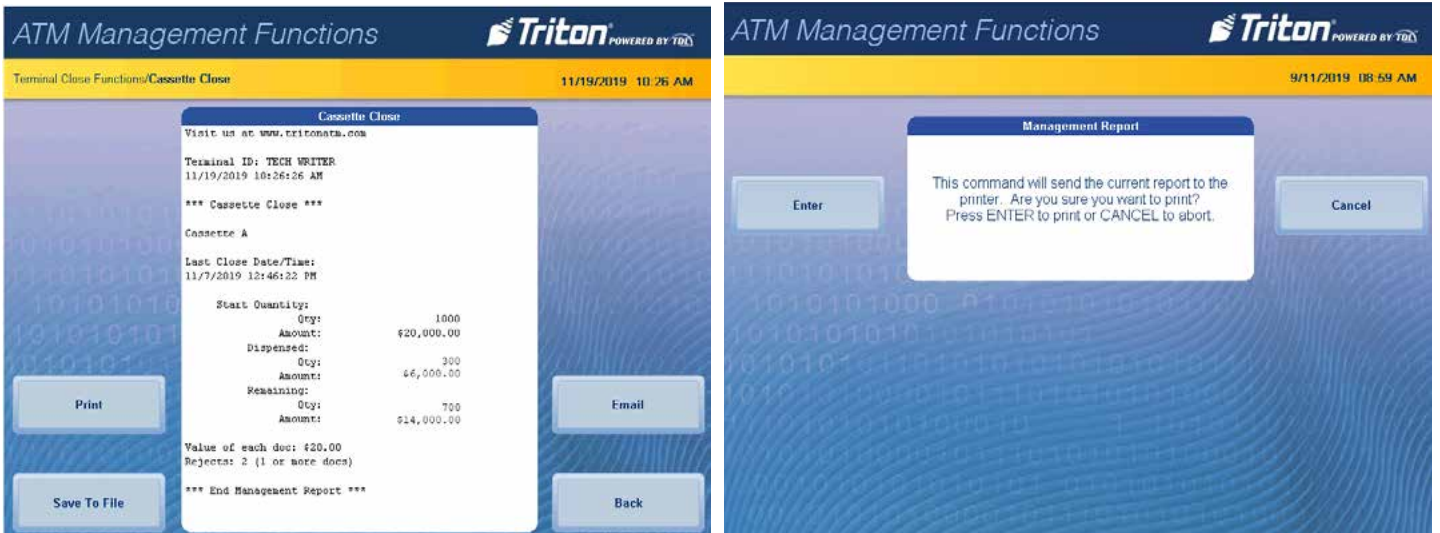 ATM Management Functions
Triton POWERED BY TDL
Terminal Close Functions/Cassette Close
11/19/2019 10:26 AM
Cassette Close
Visit us at www.tritonatm.com
Terminal ID: TECH WRITER
11/19/2019 10:26:26 AM
*** Cassette Close ***
Cassette A
Last Close Date/Time:
11/7/2019 12:46:22 PM
Start Quantity:
Qty: 1000
Amount: $20,000.00
Dispensed:
Qty: 300
Amount: $6,000.00
Remaining:
Qty: 700
Amount: $14,000.00
Value of each doc: $20.00
Rejects: 2 (1 or more docs)
*** End Management Report ***
Print
Save To File
Email
Back
ATM Management Functions
Triton POWERED BY TDL
9/11/2019 08:59 AM
Management Report
This command will send the current report to the
printer. Are you sure you want to print?
Press ENTER to print or CANCEL to abort.
Enter
Cancel